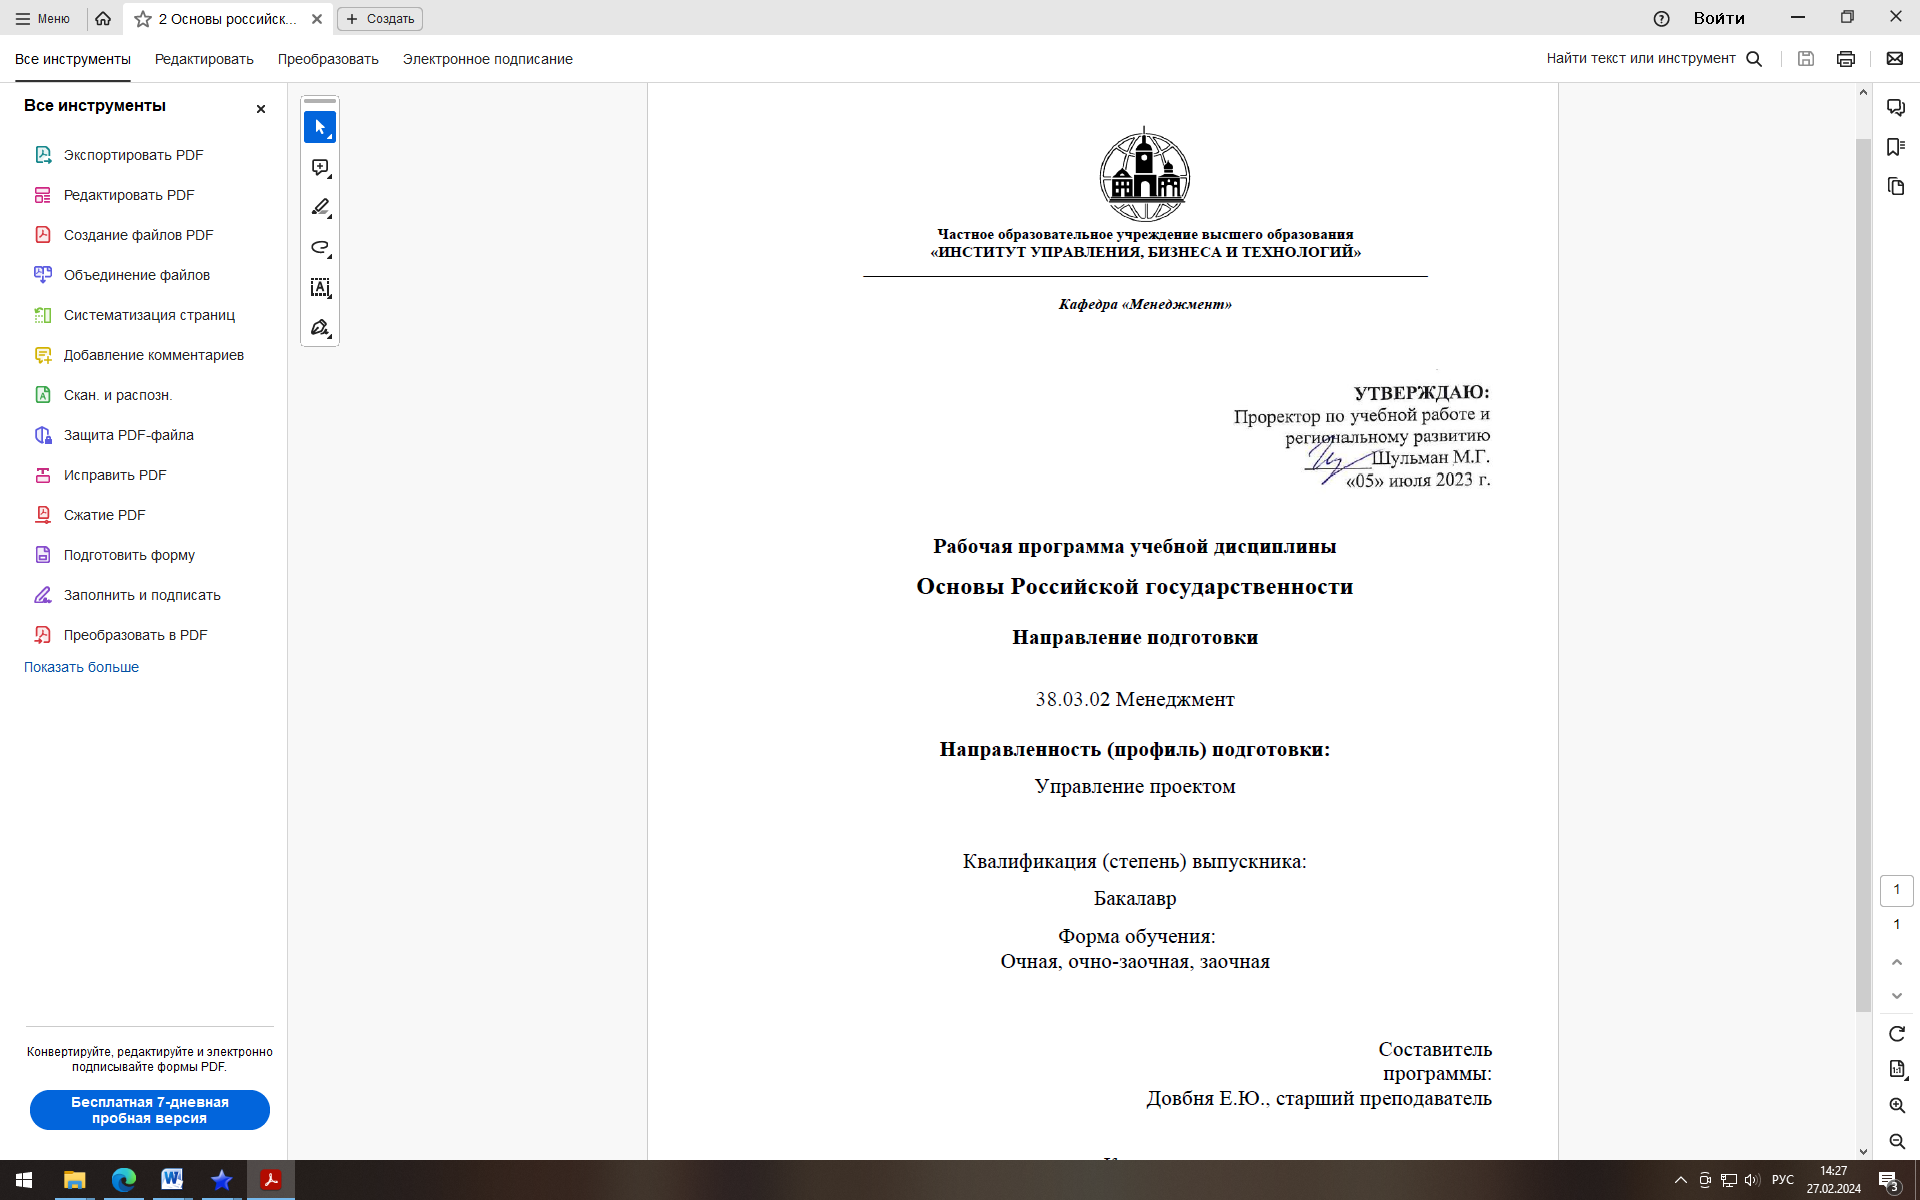 Меню
2 Основы российск...
Создать
Войти
Все инструменты
Редактировать
Преобразовать
Электронное подписание
Найти текст или инструмент
Все инструменты
Экспортировать PDF
Редактировать PDF
Создание файлов PDF
Объединение файлов
Систематизация страниц
Добавление комментариев
Скан. и распозн.
Защита PDF-файла
Исправить PDF
Сжатие PDF
Подготовить форму
Заполнить и подписать
Преобразовать в PDF
Показать больше
Конвертируйте, редактируйте и электронно
подписывайте формы PDF.
Бесплатная 7-дневная
пробная версия
Частное образовательное учреждение высшего образования
«ИНСТИТУТ УПРАВЛЕНИЯ, БИЗНЕСА И ТЕХНОЛОГИЙ»
Кафедра «Менеджмент»
УТВЕРЖДАЮ:
Проректор по учебной работе и
региональному развитию
Шульман М.Г.
«05» июля 2023 г.
Рабочая программа учебной дисциплины
Основы Российской государственности
Направление подготовки
38.03.02 Менеджмент
Направленность (профиль) подготовки:
Управление проектом
Квалификация (степень) выпускника:
Бакалавр
Форма обучения:
Очная, очно-заочная, заочная
Составитель
программы:
Довбня Е.Ю., старший преподаватель
1
1
РУС
14:27
27.02.2024
3